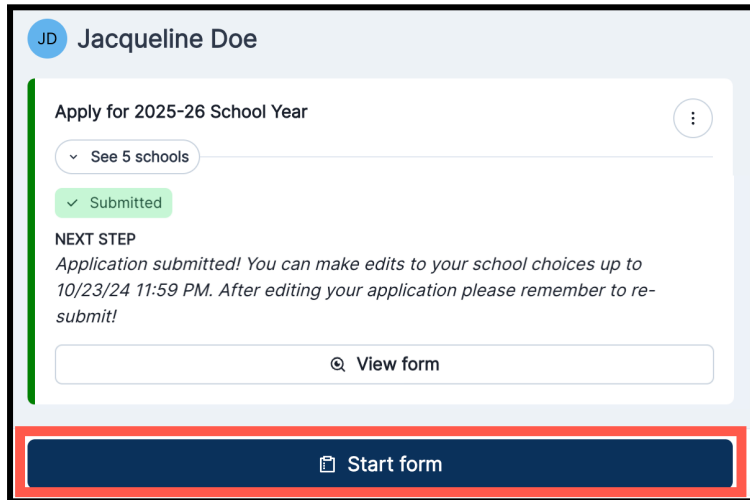 JD Jacqueline Doe
Apply for 2025-26 School Year
See 5 schools
Submitted
NEXT STEP
Application submitted! You can make edits to your school choices up to
10/23/24 11:59 PM. After editing your application please remember to re-
submit!
View form
Start form